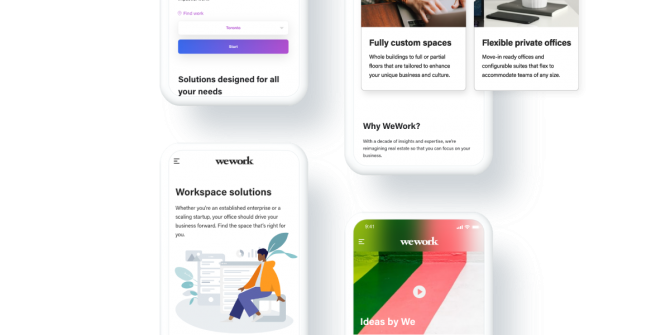 Find work
Toronto
Solutions designed for all
your needs
Fully custom spaces
Whole buildings to full or partial
floors that are tailored to enhance
your unique business and culture.
Flexible private offices
Move-in ready offices and
configurable suites that flex to
accommodate teams of any size.
Why WeWork?
With a decade of insights and expertise, we're
reimagining real estate so that you can focus on your
business.
wework
Workspace solutions
Whether you're an established enterprise or a
scaling startup, your office should drive your
business forward. Find the space that's right for
you.
9:41
wework
Ideas by We